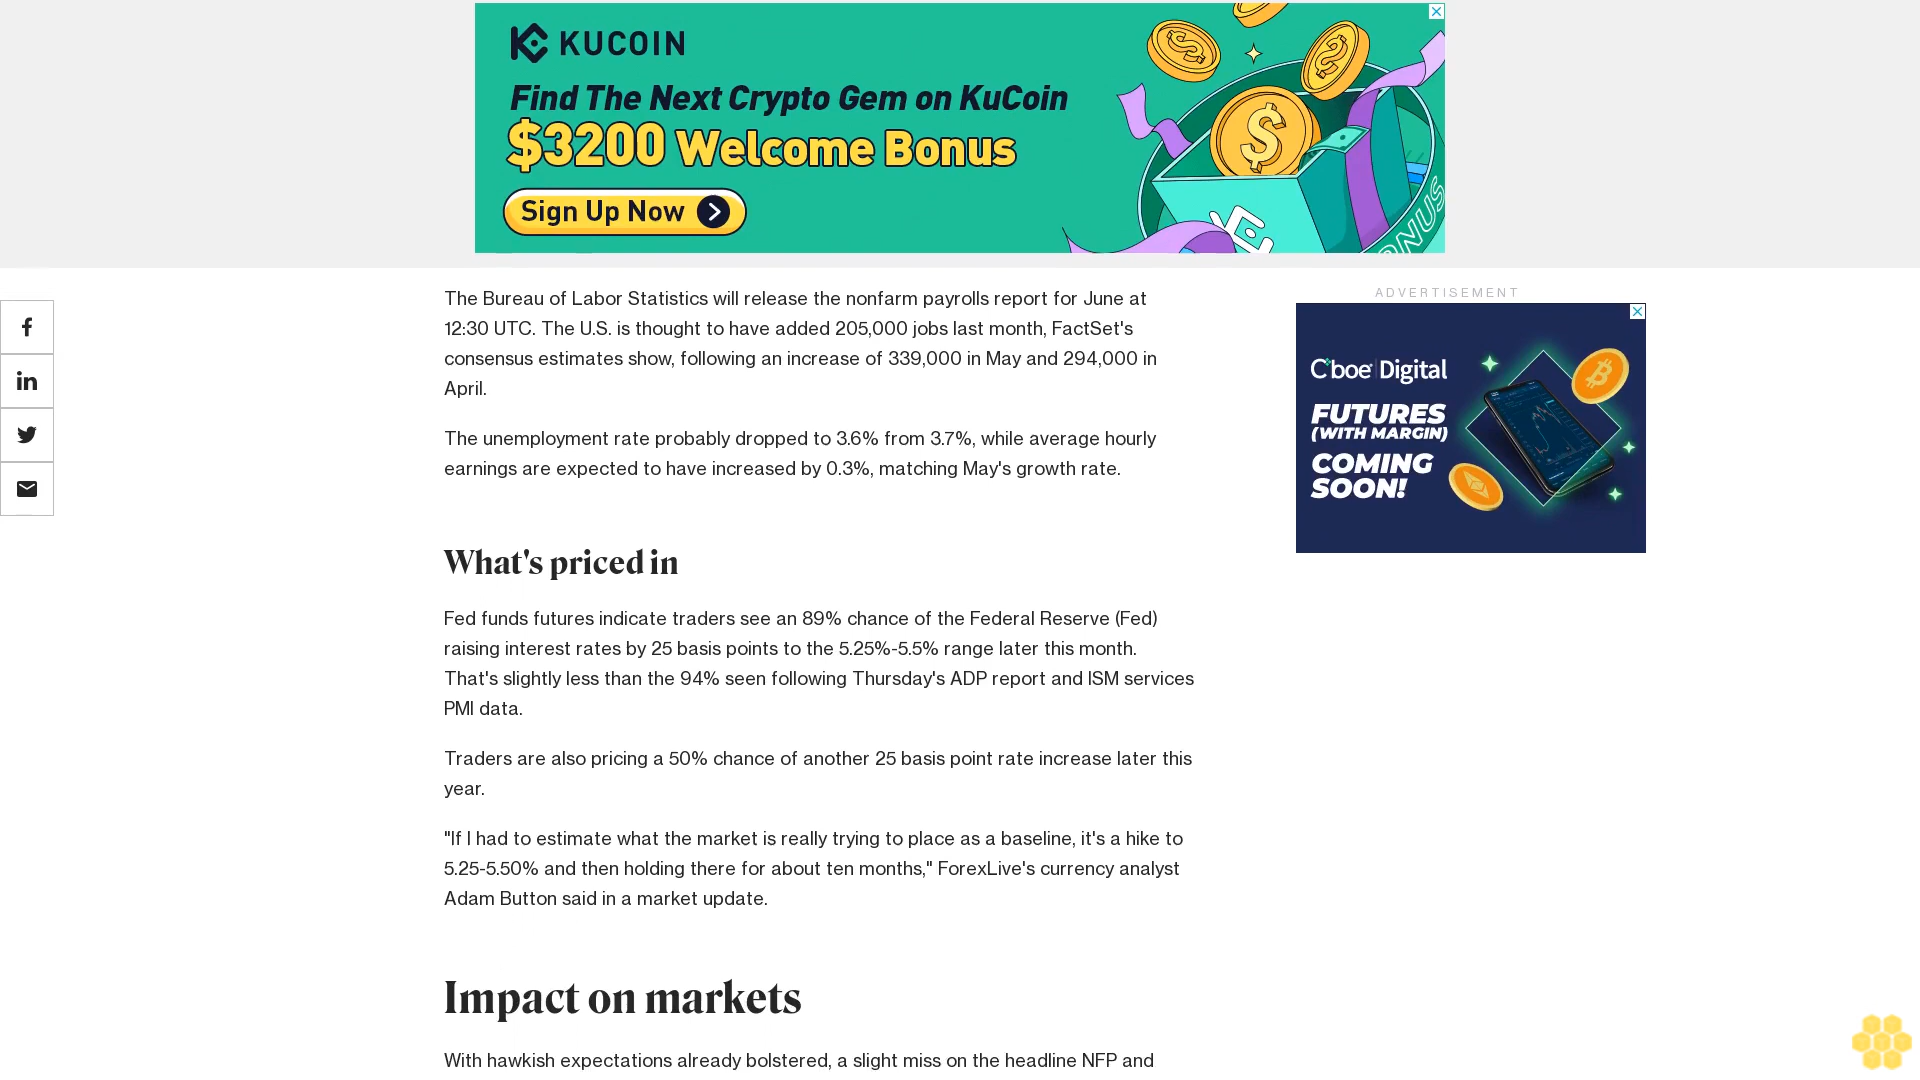 KUCOIN
Find The Next Crypto Gem on KuCoin
$3200 Welcome Bonus
Sign Up Now
BONUS
The Bureau of Labor Statistics will release the nonfarm payrolls report for June at
12:30 UTC. The U.S. is thought to have added 205,000 jobs last month, FactSet's
consensus estimates show, following an increase of 339,000 in May and 294,000 in
April.
The unemployment rate probably dropped to 3.6% from 3.7%, while average hourly
earnings are expected to have increased by 0.3%, matching May's growth rate.
What's priced in
Fed funds futures indicate traders see an 89% chance of the Federal Reserve (Fed)
raising interest rates by 25 basis points to the 5.25%-5.5% range later this month.
That's slightly less than the 94% seen following Thursday's ADP report and ISM services
PMI data.
Traders are also pricing a 50% chance of another 25 basis point rate increase later this
year.
"If I had to estimate what the market is really trying to place as a baseline, it's a hike to
5.25-5.50% and then holding there for about ten months," ForexLive's currency analyst
Adam Button said in a market update.
Impact on markets
With hawkish expectations already bolstered, a slight miss on the headline NFP and
ADVERTISEMENT
Cboe Digital
FUTURES
(WITH MARGIN)
COMING
SOON!